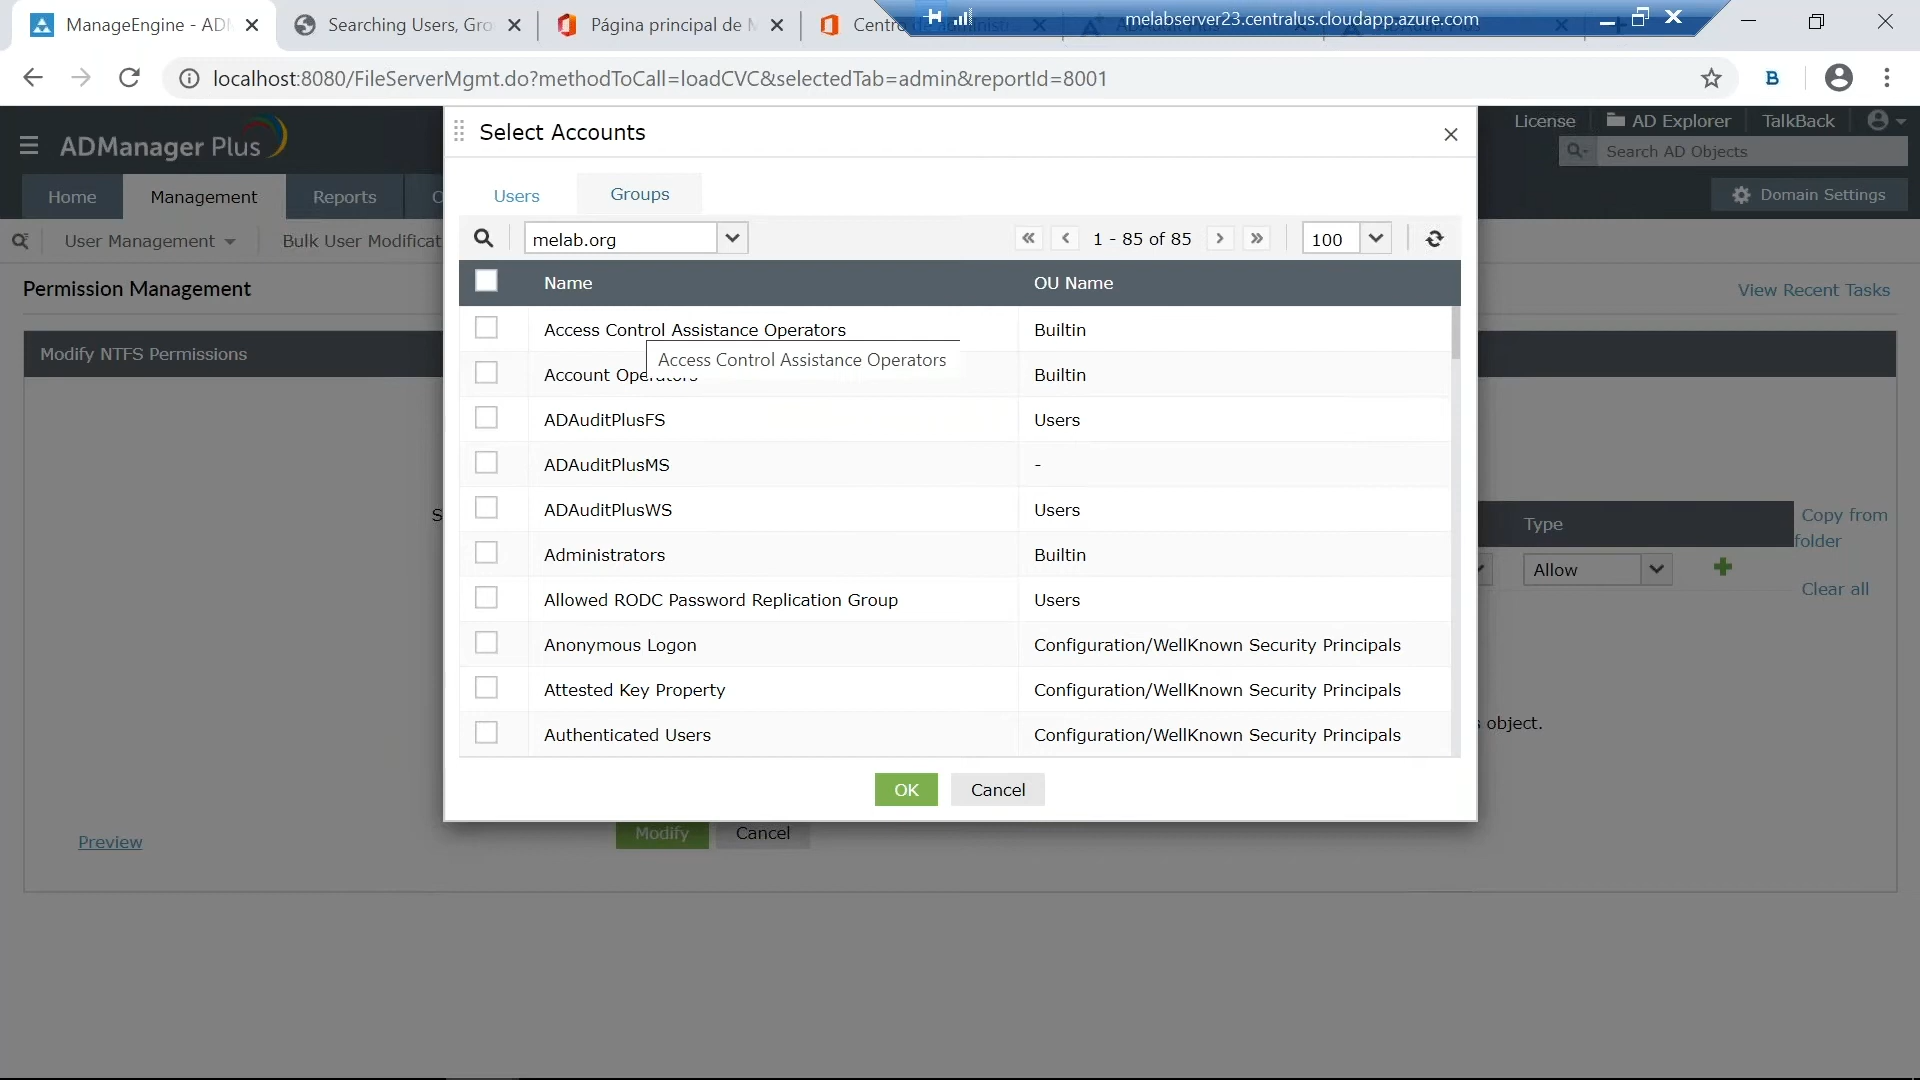 ManageEngine - AD
Searching Users, Gro
Página principal de M
Centro
melabserver23.centralus.cloudapp.azure.com
localhost:8080/FileServerMgmt.do?methodToCall=loadCVC&selectedTab=admin&reportId=8001
ADManager Plus
License
AD Explorer
TalkBack
Search AD Objects
Home
Management
Reports
Domain Settings
User Management
Bulk User Modificat
Permission Management
View Recent Tasks
Modify NTFS Permissions
Select Accounts
Users
Groups
melab.org
1 - 85 of 85
100
Name OU Name
Access Control Assistance Operators Builtin
Access Control Assistance Operators
Account Operators Builtin
ADAuditPlusFS Users
ADAuditPlusMS -
ADAuditPlusWS Users
Administrators Builtin
Allowed RODC Password Replication Group Users
Anonymous Logon Configuration/WellKnown Security Principals
Attested Key Property Configuration/WellKnown Security Principals
Authenticated Users Configuration/WellKnown Security Principals
OK
Cancel
S
Type
Copy from
folder
Allow
Clear all
object.
Preview
Modify
Cancel